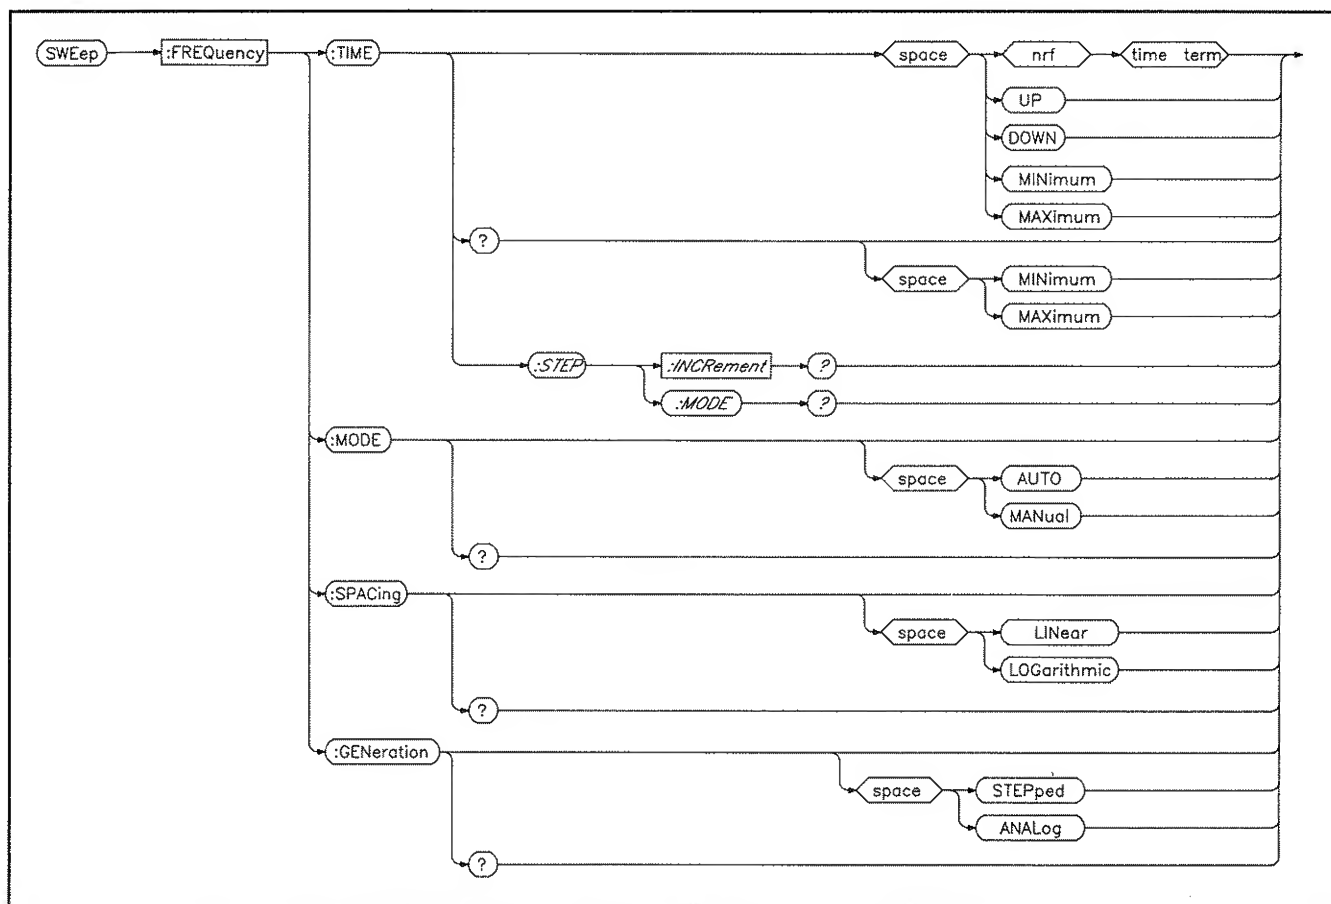 SWEep :FREQuency :TIME space nrf time term
UP
DOWN
MINimum
MAXimum
?
space MINimum
MAXimum
:STEP :INCRement ?
:MODE ?
:MODE
space AUTO
MANual
?
:SPACing
space LINear
LOGarithmic
?
:GENeration
space STEPped
ANALog
?